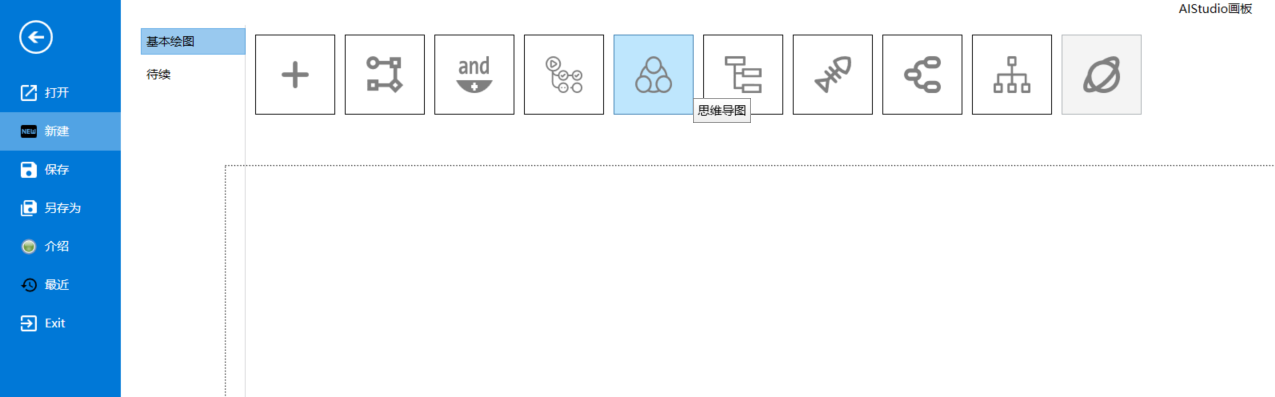 AIStudio画板
基本绘图
待续
and
思维导图
打开
NEW 新建
保存
另存为
介绍
最近
Exit